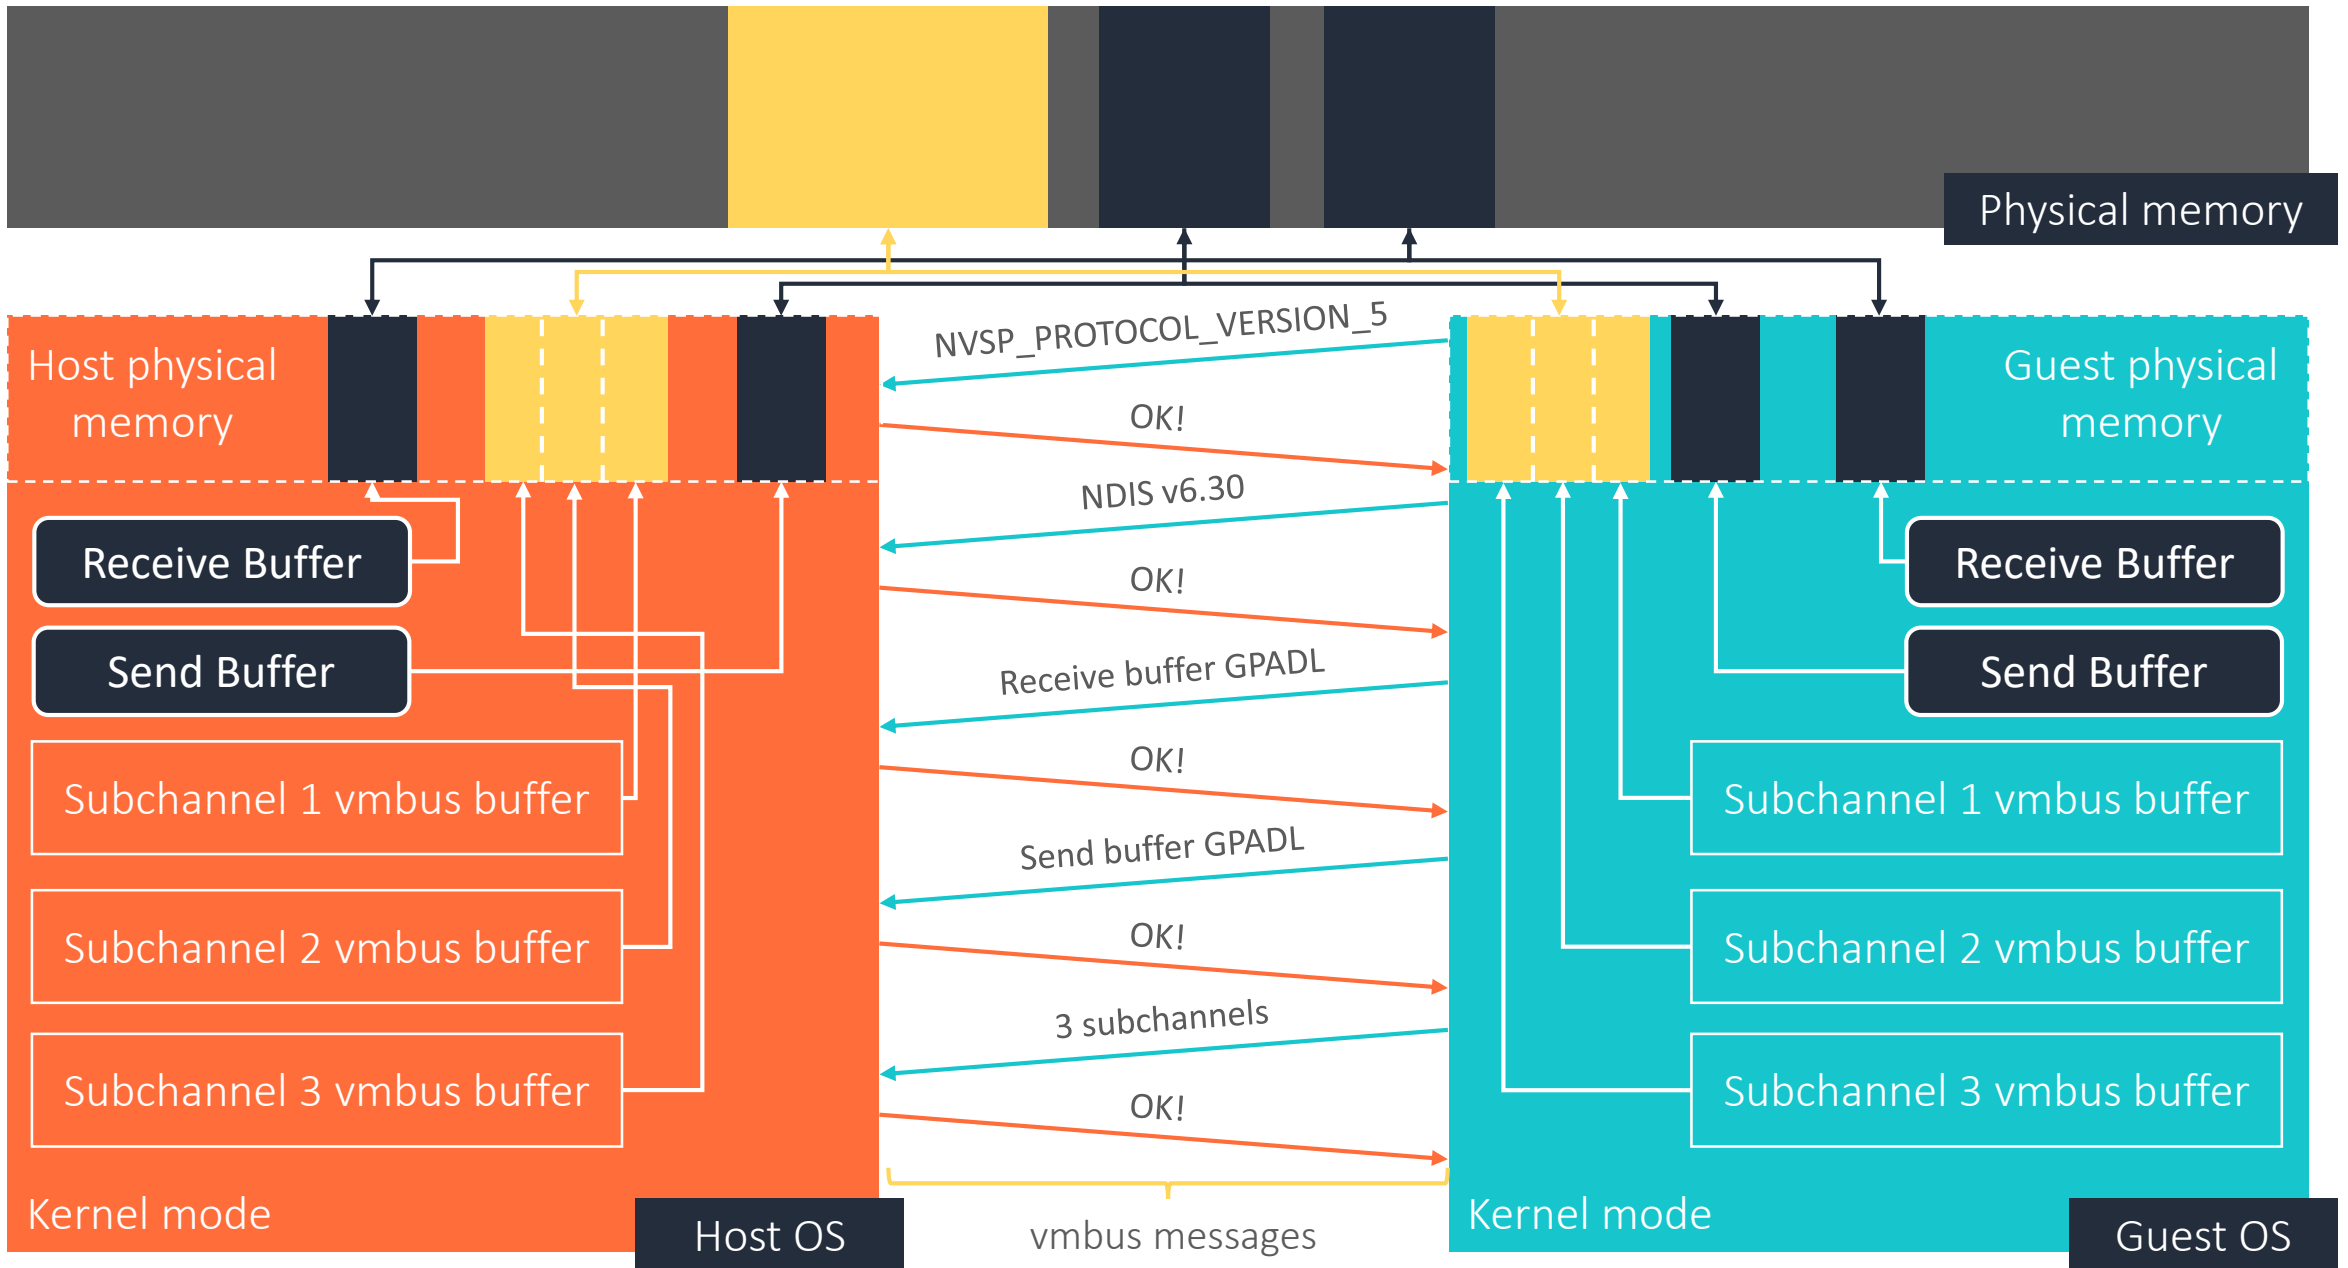 Physical memory
Host physical
memory
Receive Buffer
Send Buffer
Subchannel 1 vmbus buffer
Subchannel 2 vmbus buffer
Subchannel 3 vmbus buffer
Kernel mode
Host OS
NVSP_PROTOCOL_VERSION_5
OK!
NDIS v6.30
OK!
Receive buffer GPADL
OK!
Send buffer GPADL
OK!
3 subchannels
OK!
vmbus messages
Guest physical
memory
Receive Buffer
Send Buffer
Subchannel 1 vmbus buffer
Subchannel 2 vmbus buffer
Subchannel 3 vmbus buffer
Kernel mode
Guest OS